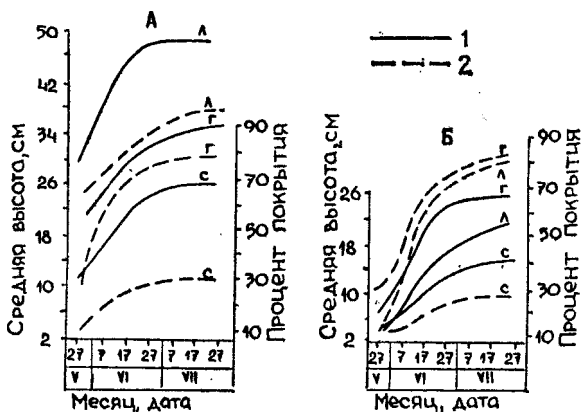 А
50
42
34
26
18
10
2
Средняя высота, см
90
70
50
30
10
Процент покрытия
л
л
г
г
с
с
27 7 17 27 7 17 27
V VI VII
Месяц, дата
1
2
Б
26
18
10
2
Средняя высота, см
90
70
50
30
10
Процент покрытия
г
л
г
л
с
с
27 7 17 27 7 17 27
V VI VII
Месяц, дата